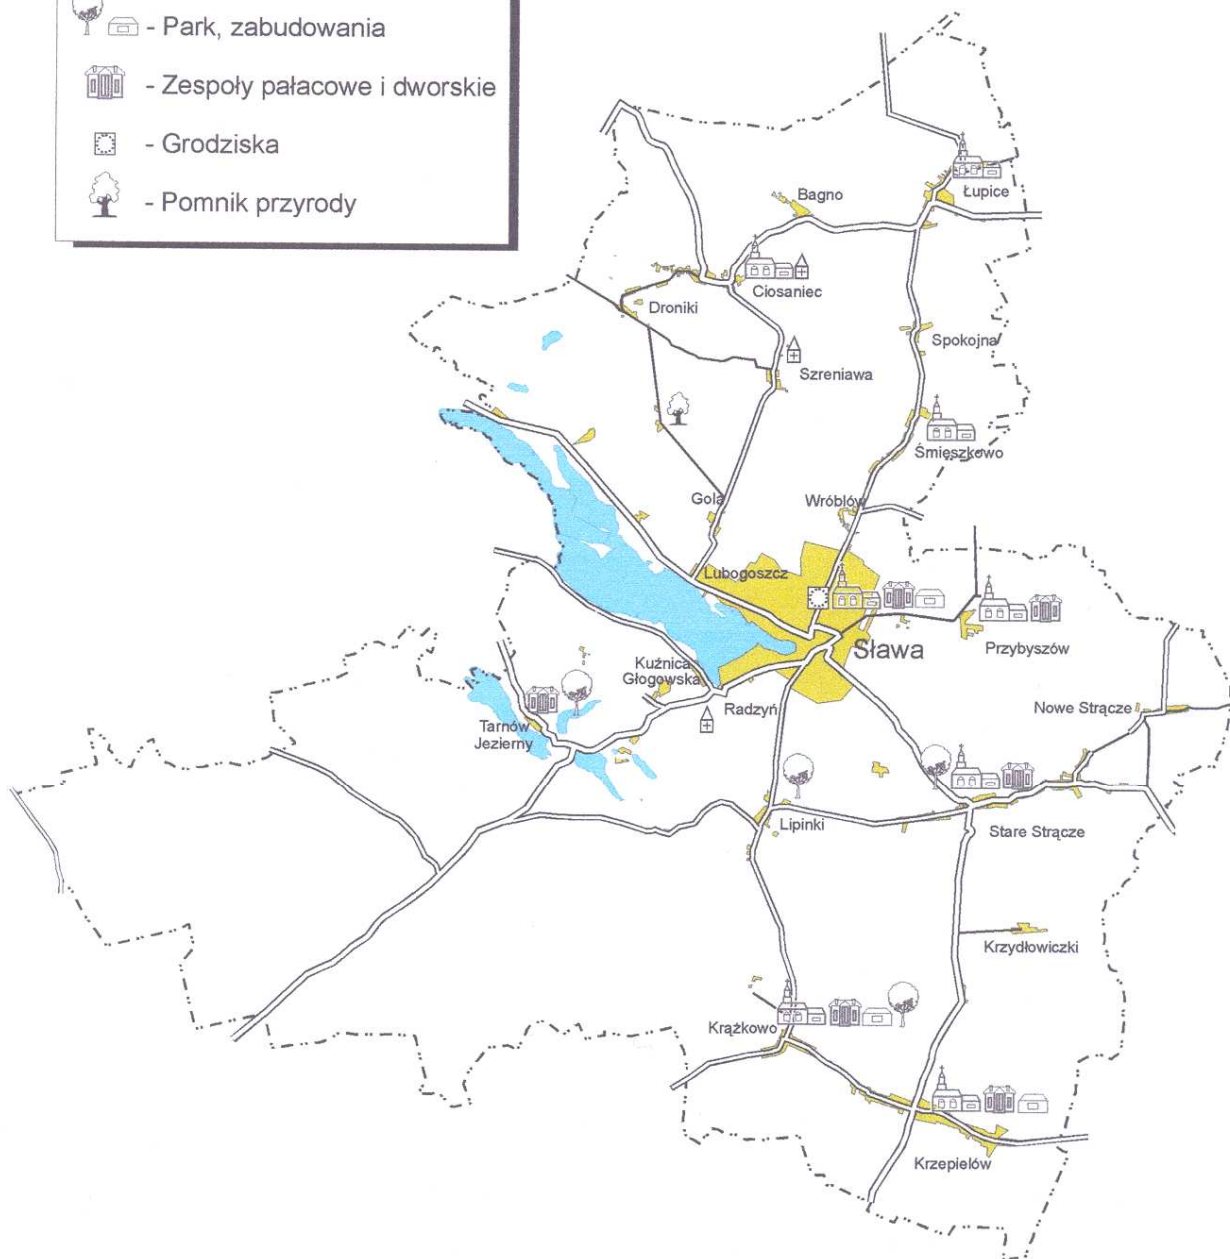 - Park, zabudowania
- Zespoły pałacowe i dworskie
- Grodziska
- Pomnik przyrody
Łupice
Bagno
Ciosaniec
Droniki
Spokojna
Szreniawa
Śmieszkowo
Gola
Wróblów
Lubogoszcz
Sława
Przybyszów
Kuźnica
Głogowska
Radzyń
Nowe Strącze
Tarnów
Jezierny
Lipinki
Stare Strącze
Krzydłowiczki
Krążkowo
Krzepielów